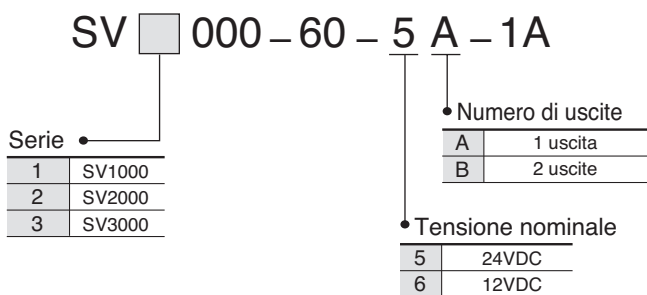 SV 000 – 60 – 5 A – 1A
Numero di uscite
A 1 uscita
B 2 uscite
Serie
1 SV1000
2 SV2000
3 SV3000
Tensione nominale
5 24VDC
6 12VDC